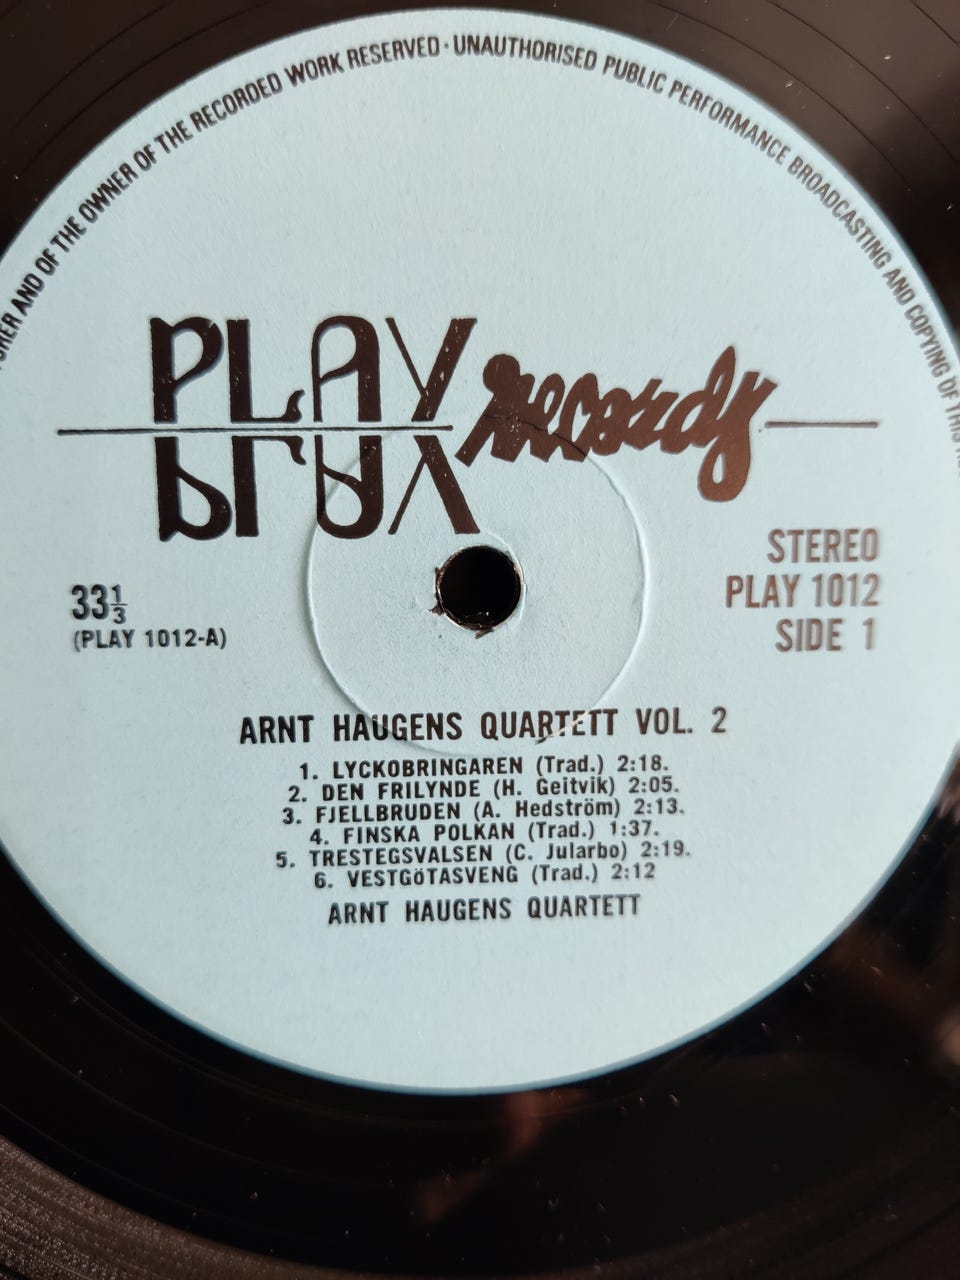 AND OF THE OWNER OF THE RECORDED WORK RESERVED · UNAUTHORISED PUBLIC PERFORMANCE BROADCASTING AND COPYING OF THIS
PLAY records
STEREO
33⅓ PLAY 1012
(PLAY 1012-A) SIDE 1
ARNT HAUGENS QUARTETT VOL. 2
1. LYCKOBRINGAREN (Trad.) 2:18.
2. DEN FRILYNDE (H. Geitvik) 2:05.
3. FJELLBRUDEN (A. Hedström) 2:13.
4. FINSKA POLKAN (Trad.) 1:37.
5. TRESTEGSVALSEN (C. Jularbo) 2:19.
6. VESTGöTASVENG (Trad.) 2:12
ARNT HAUGENS QUARTETT